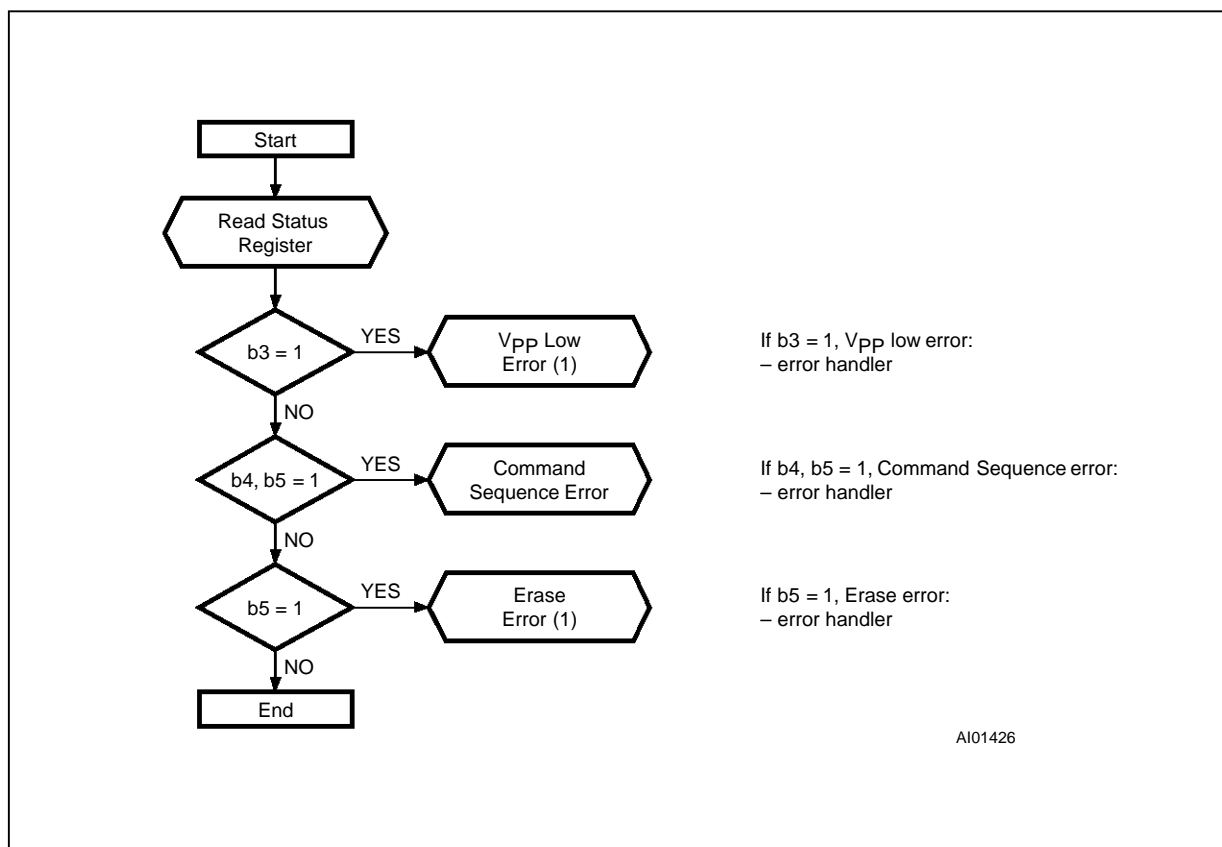 Start
Read Status
Register
b3 = 1
YES
VPP Low
Error (1)
If b3 = 1, VPP low error:
– error handler
NO
b4, b5 = 1
YES
Command
Sequence Error
If b4, b5 = 1, Command Sequence error:
– error handler
NO
b5 = 1
YES
Erase
Error (1)
If b5 = 1, Erase error:
– error handler
NO
End
AI01426